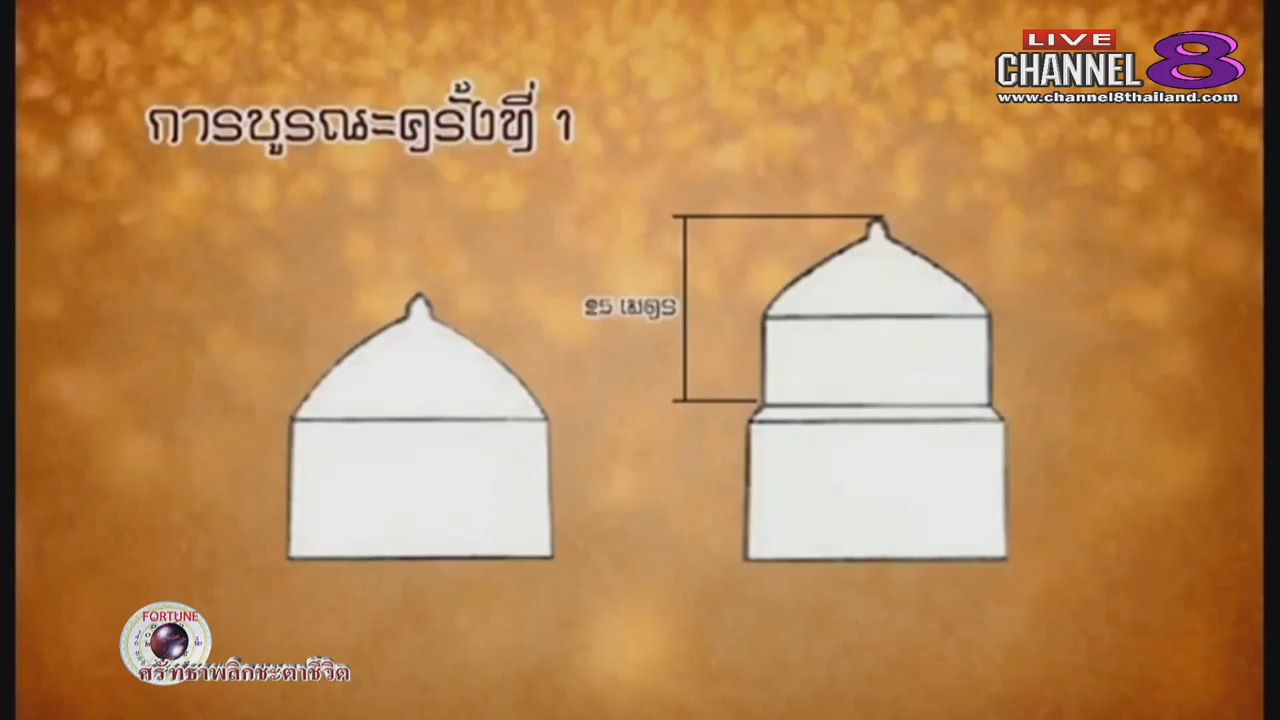 LIVE
CHANNEL 8
www.channel8thailand.com
การบูรณะครั้งที่ 1
25 เมตร
FORTUNE
ศรัทธาพลิกชะตาชีวิต